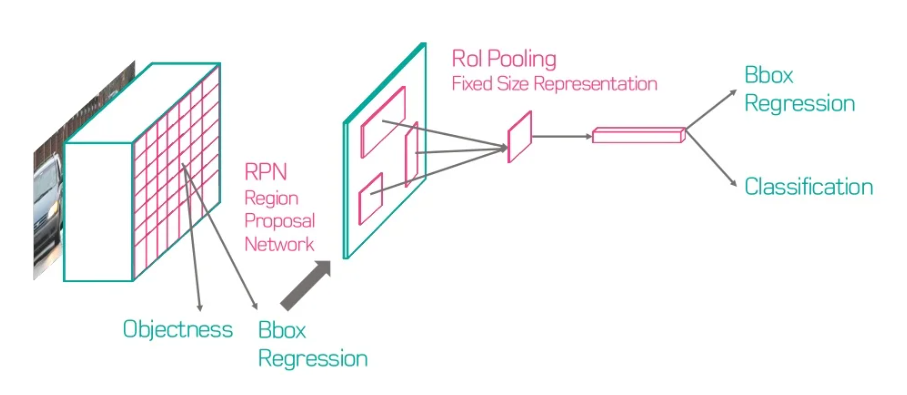 RoI Pooling
Fixed Size Representation
Bbox
Regression
RPN
Region
Proposal
Network
Classification
Objectness
Bbox
Regression